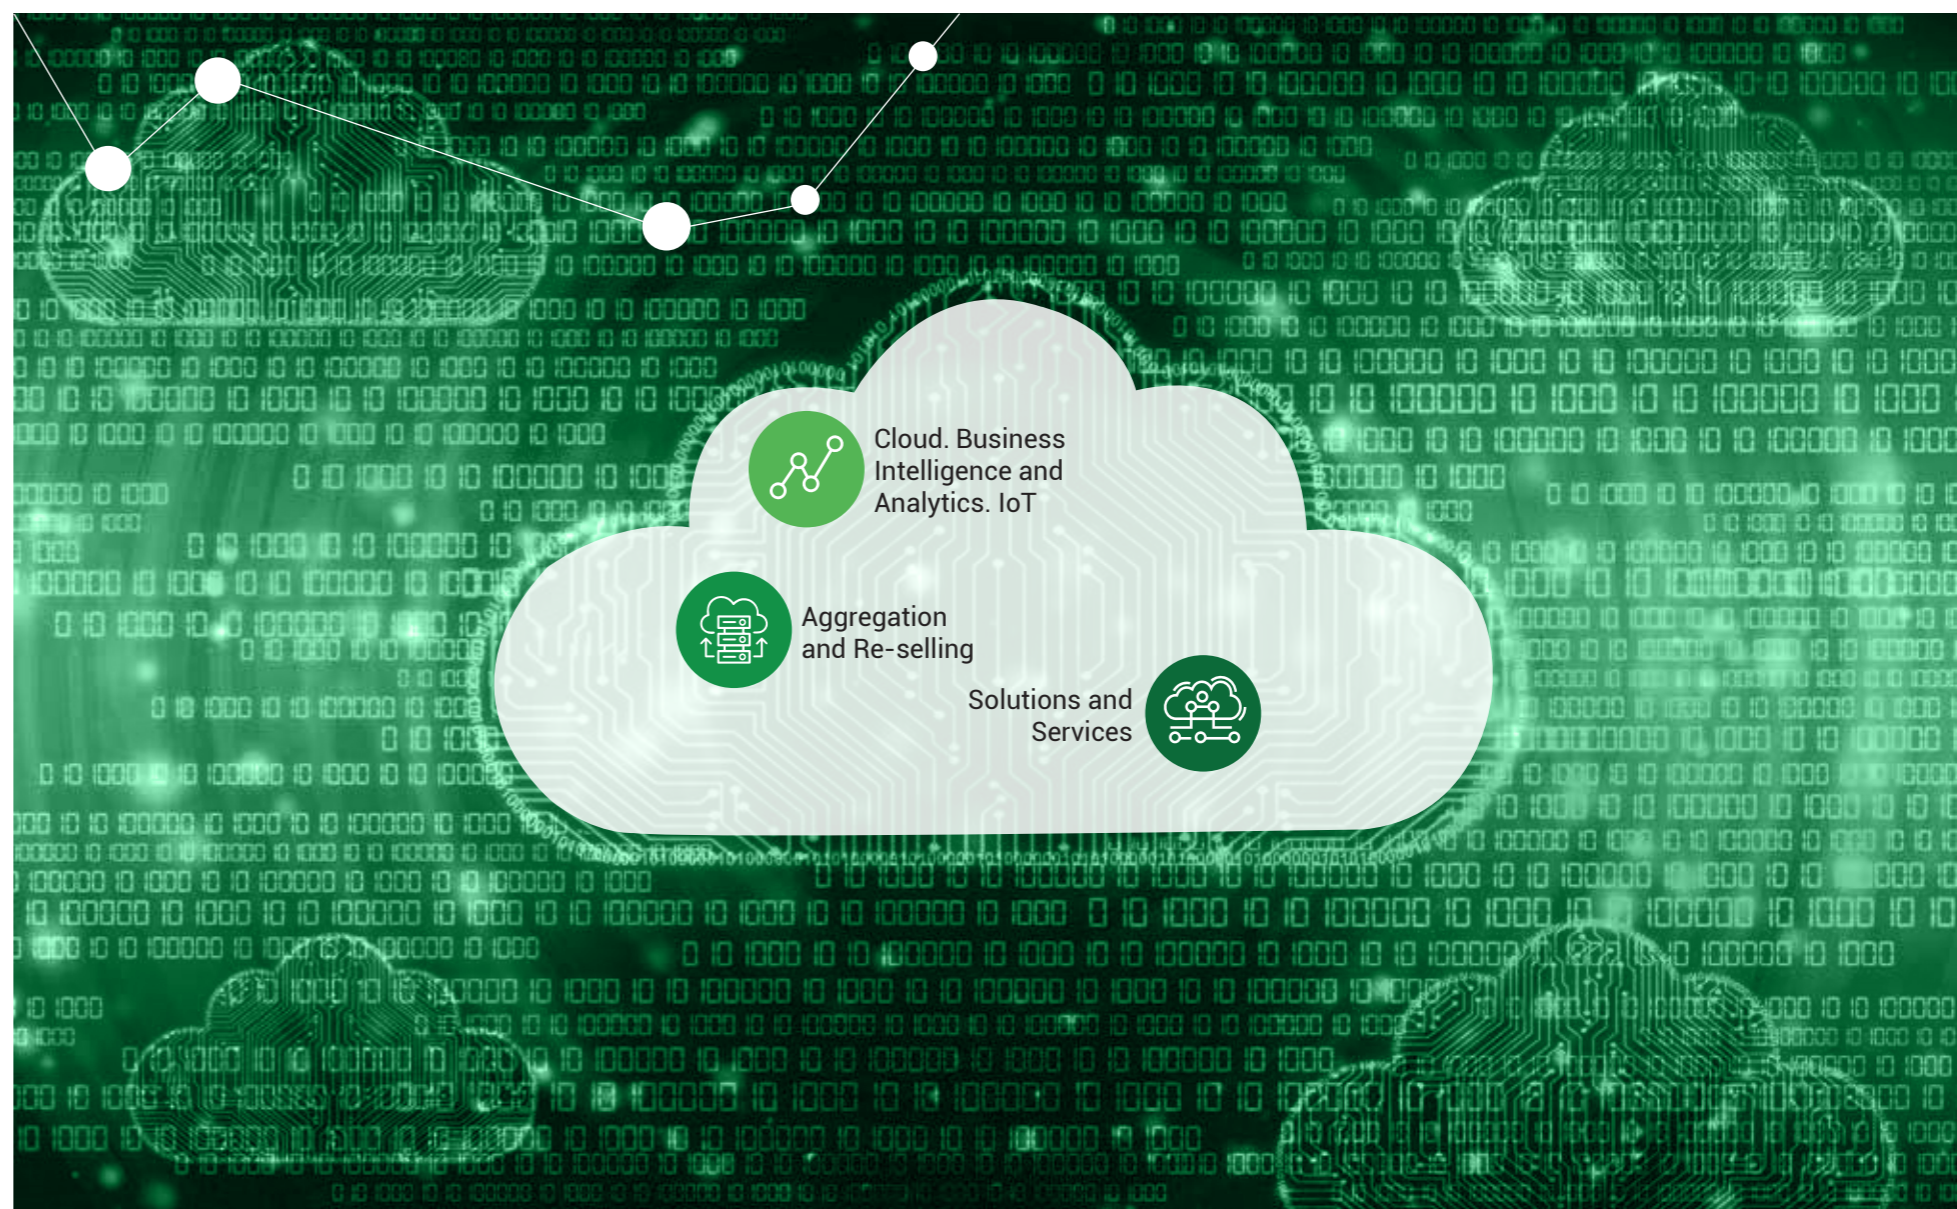 Cloud. Business
Intelligence and
Analytics. IoT
Aggregation
and Re-selling
Solutions and
Services